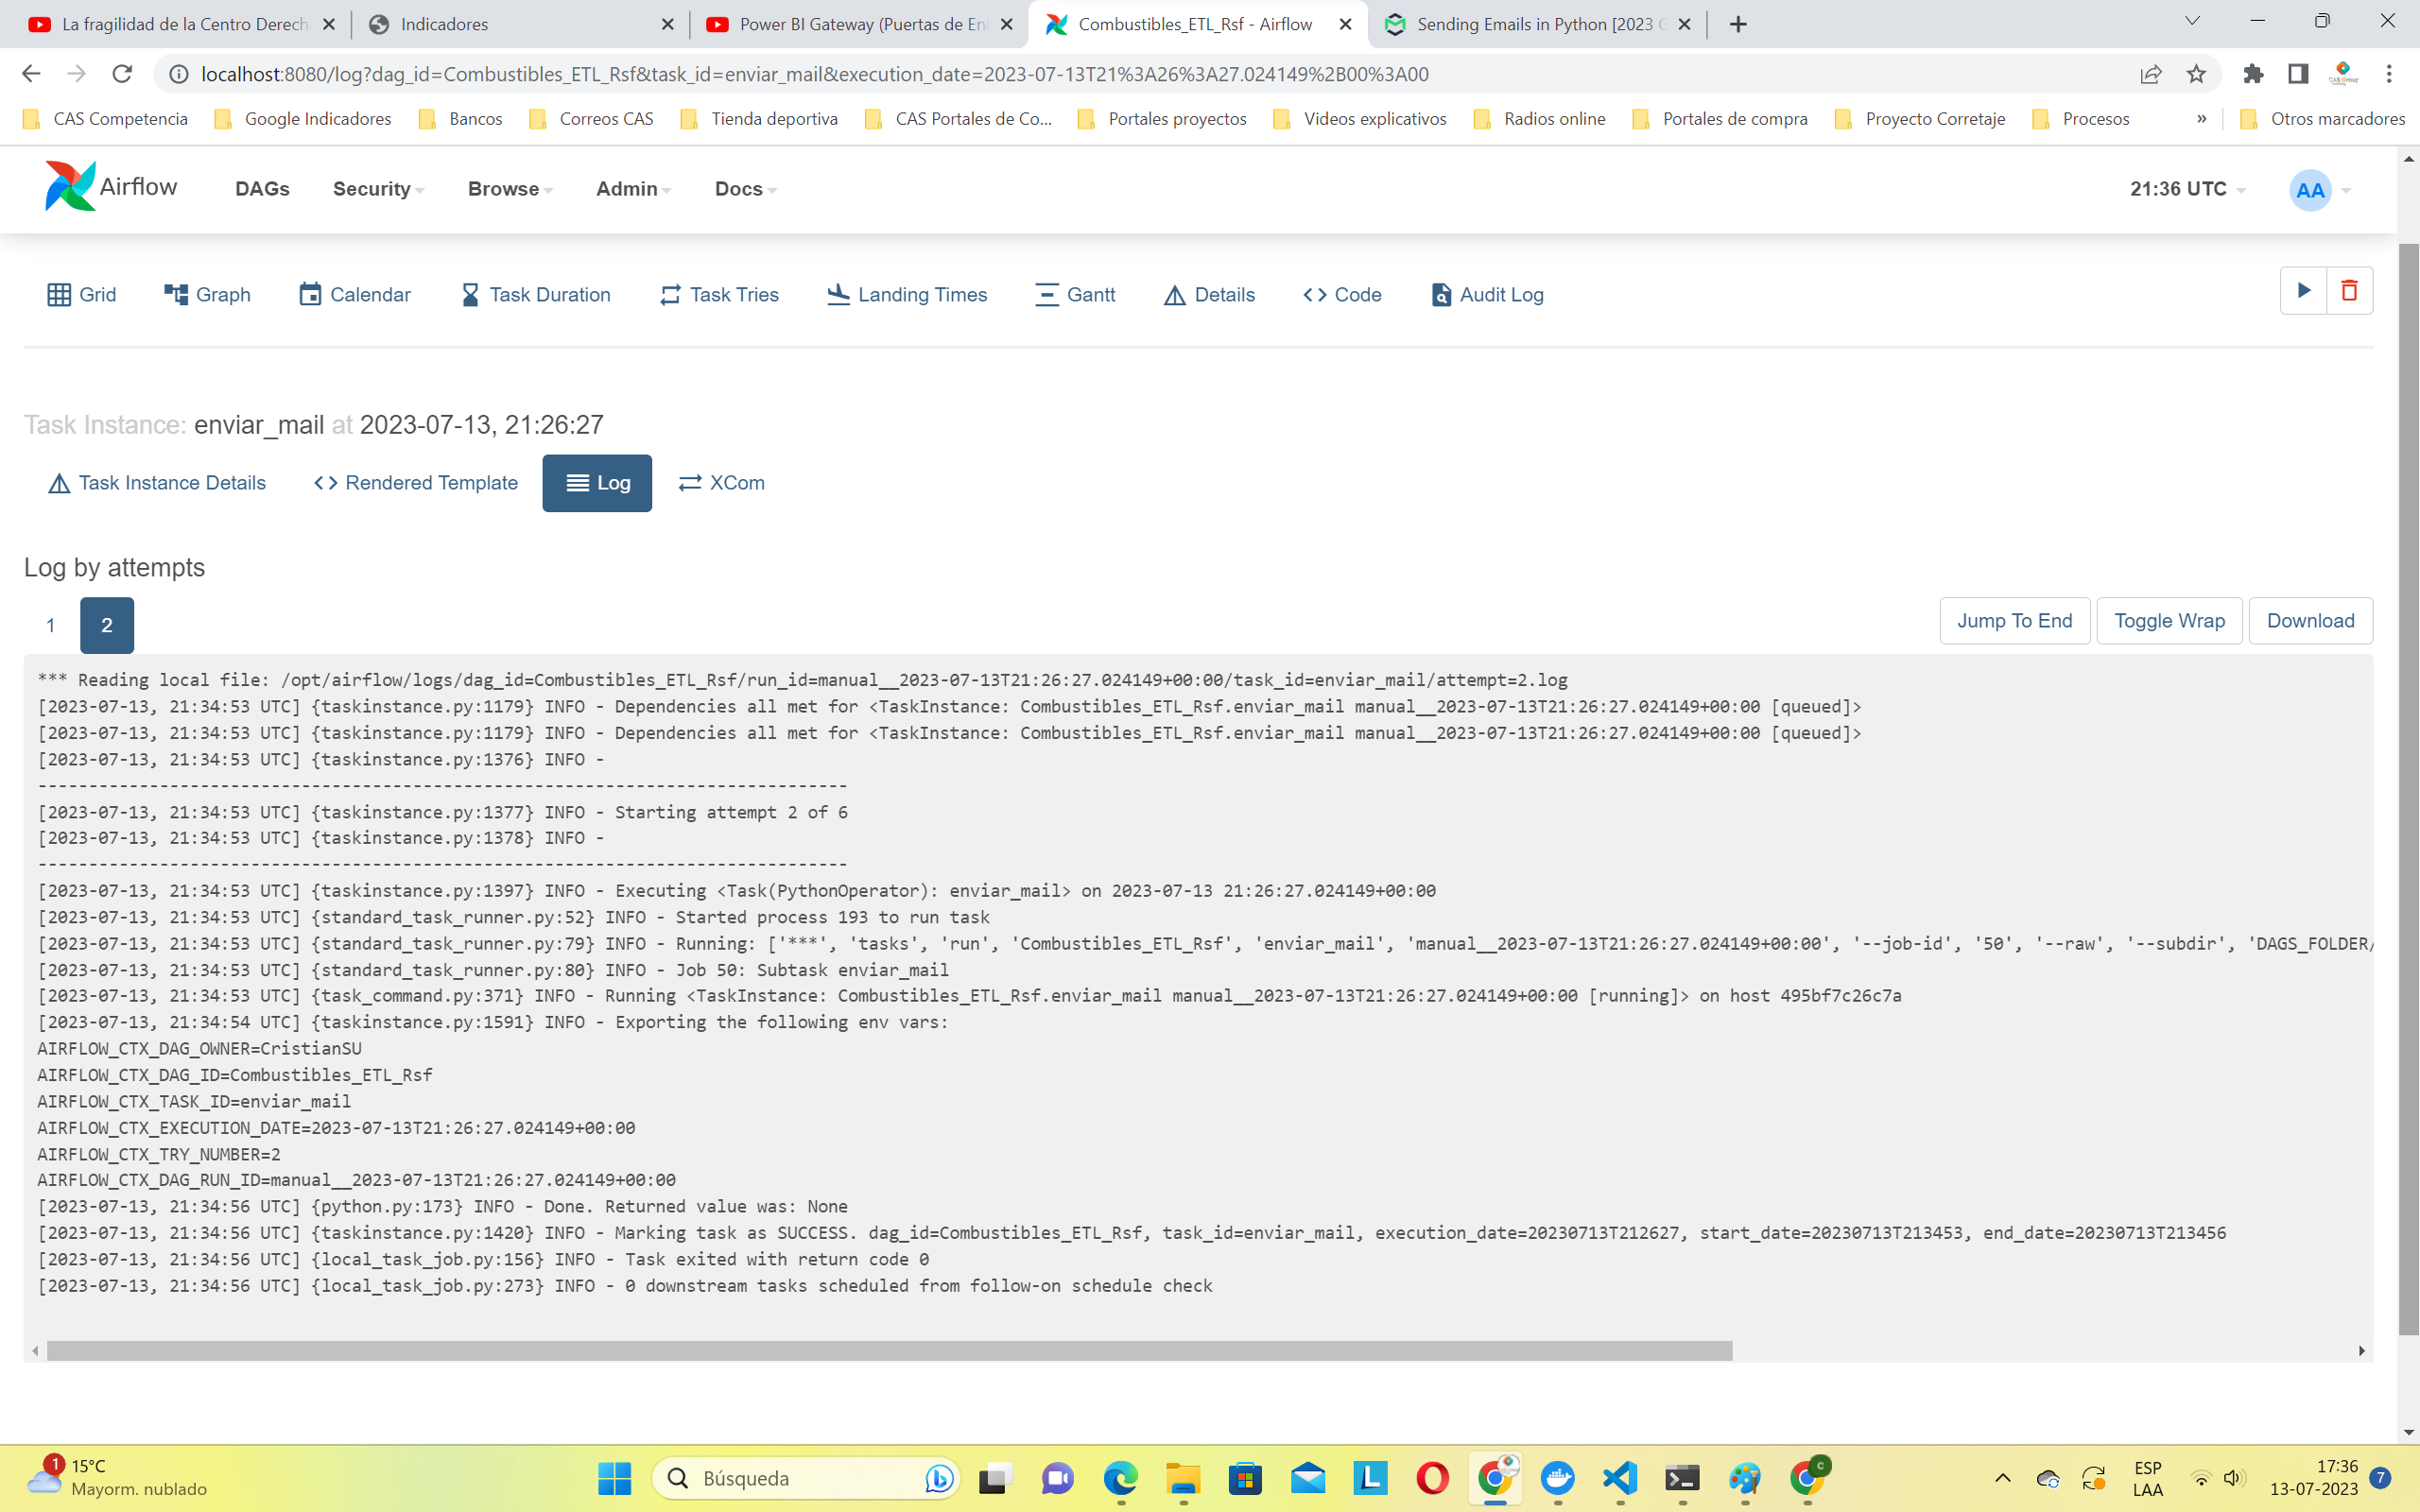 La fragilidad de la Centro Derech
Indicadores
Power BI Gateway (Puertas de En
Combustibles_ETL_Rsf - Airflow
Sending Emails in Python [2023 G
localhost:8080/log?dag_id=Combustibles_ETL_Rsf&task_id=enviar_mail&execution_date=2023-07-13T21%3A26%3A27.024149%2B00%3A00
CAS Competencia Google Indicadores Bancos Correos CAS Tienda deportiva CAS Portales de Co... Portales proyectos Videos explicativos Radios online Portales de compra Proyecto Corretaje Procesos » Otros marcadores
Airflow DAGs Security Browse Admin Docs 21:36 UTC AA
Grid Graph Calendar Task Duration Task Tries Landing Times Gantt Details Code Audit Log
Task Instance: enviar_mail at 2023-07-13, 21:26:27
Task Instance Details Rendered Template Log XCom
Log by attempts
1 2 Jump To End Toggle Wrap Download
*** Reading local file: /opt/airflow/logs/dag_id=Combustibles_ETL_Rsf/run_id=manual__2023-07-13T21:26:27.024149+00:00/task_id=enviar_mail/attempt=2.log
[2023-07-13, 21:34:53 UTC] {taskinstance.py:1179} INFO - Dependencies all met for <TaskInstance: Combustibles_ETL_Rsf.enviar_mail manual__2023-07-13T21:26:27.024149+00:00 [queued]>
[2023-07-13, 21:34:53 UTC] {taskinstance.py:1179} INFO - Dependencies all met for <TaskInstance: Combustibles_ETL_Rsf.enviar_mail manual__2023-07-13T21:26:27.024149+00:00 [queued]>
[2023-07-13, 21:34:53 UTC] {taskinstance.py:1376} INFO -
--------------------------------------------------------------------------------
[2023-07-13, 21:34:53 UTC] {taskinstance.py:1377} INFO - Starting attempt 2 of 6
[2023-07-13, 21:34:53 UTC] {taskinstance.py:1378} INFO -
--------------------------------------------------------------------------------
[2023-07-13, 21:34:53 UTC] {taskinstance.py:1397} INFO - Executing <Task(PythonOperator): enviar_mail> on 2023-07-13 21:26:27.024149+00:00
[2023-07-13, 21:34:53 UTC] {standard_task_runner.py:52} INFO - Started process 193 to run task
[2023-07-13, 21:34:53 UTC] {standard_task_runner.py:79} INFO - Running: ['***', 'tasks', 'run', 'Combustibles_ETL_Rsf', 'enviar_mail', 'manual__2023-07-13T21:26:27.024149+00:00', '--job-id', '50', '--raw', '--subdir', 'DAGS_FOLDER/
[2023-07-13, 21:34:53 UTC] {standard_task_runner.py:80} INFO - Job 50: Subtask enviar_mail
[2023-07-13, 21:34:53 UTC] {task_command.py:371} INFO - Running <TaskInstance: Combustibles_ETL_Rsf.enviar_mail manual__2023-07-13T21:26:27.024149+00:00 [running]> on host 495bf7c26c7a
[2023-07-13, 21:34:54 UTC] {taskinstance.py:1591} INFO - Exporting the following env vars:
AIRFLOW_CTX_DAG_OWNER=CristianSU
AIRFLOW_CTX_DAG_ID=Combustibles_ETL_Rsf
AIRFLOW_CTX_TASK_ID=enviar_mail
AIRFLOW_CTX_EXECUTION_DATE=2023-07-13T21:26:27.024149+00:00
AIRFLOW_CTX_TRY_NUMBER=2
AIRFLOW_CTX_DAG_RUN_ID=manual__2023-07-13T21:26:27.024149+00:00
[2023-07-13, 21:34:56 UTC] {python.py:173} INFO - Done. Returned value was: None
[2023-07-13, 21:34:56 UTC] {taskinstance.py:1420} INFO - Marking task as SUCCESS. dag_id=Combustibles_ETL_Rsf, task_id=enviar_mail, execution_date=20230713T212627, start_date=20230713T213453, end_date=20230713T213456
[2023-07-13, 21:34:56 UTC] {local_task_job.py:156} INFO - Task exited with return code 0
[2023-07-13, 21:34:56 UTC] {local_task_job.py:273} INFO - 0 downstream tasks scheduled from follow-on schedule check
1 15°C
Mayorm. nublado
Búsqueda
ESP
LAA
17:36
13-07-2023
7